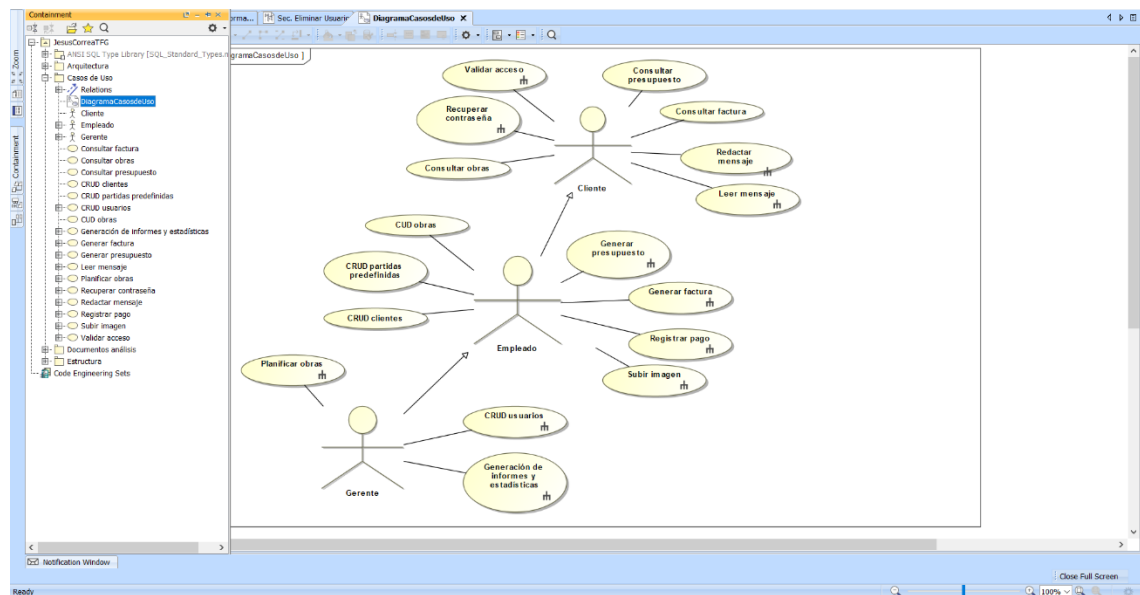 Containment
orma...
Sec. Eliminar Usuario
DiagramaCasosdeUso
Zoom
Containment
JesusCorreaTFG
ANSI SQL Type Library [SQL_Standard_Types.m
Arquitectura
Casos de Uso
Relations
DiagramaCasosdeUso
Cliente
Empleado
Gerente
Consultar factura
Consultar obras
Consultar presupuesto
CRUD clientes
CRUD partidas predefinidas
CRUD usuarios
CUD obras
Generación de informes y estadísticas
Generar factura
Generar presupuesto
Leer mensaje
Planificar obras
Recuperar contraseña
Redactar mensaje
Registrar pago
Subir imagen
Validar acceso
Documentos análisis
Estructura
Code Engineering Sets
gramaCasosdeUso ]
Validar acceso
Consultar
presupuesto
Recuperar
contraseña
Consultar factura
Redactar
mensaje
Consultar obras
Leer mensaje
Cliente
CUD obras
Generar
presupuesto
CRUD partidas
predefinidas
Generar factura
CRUD clientes
Registrar pago
Empleado
Planificar obras
Subir imagen
CRUD usuarios
Generación de
informes y
estadísticas
Gerente
Notification Window
Close Full Screen
Ready
100%